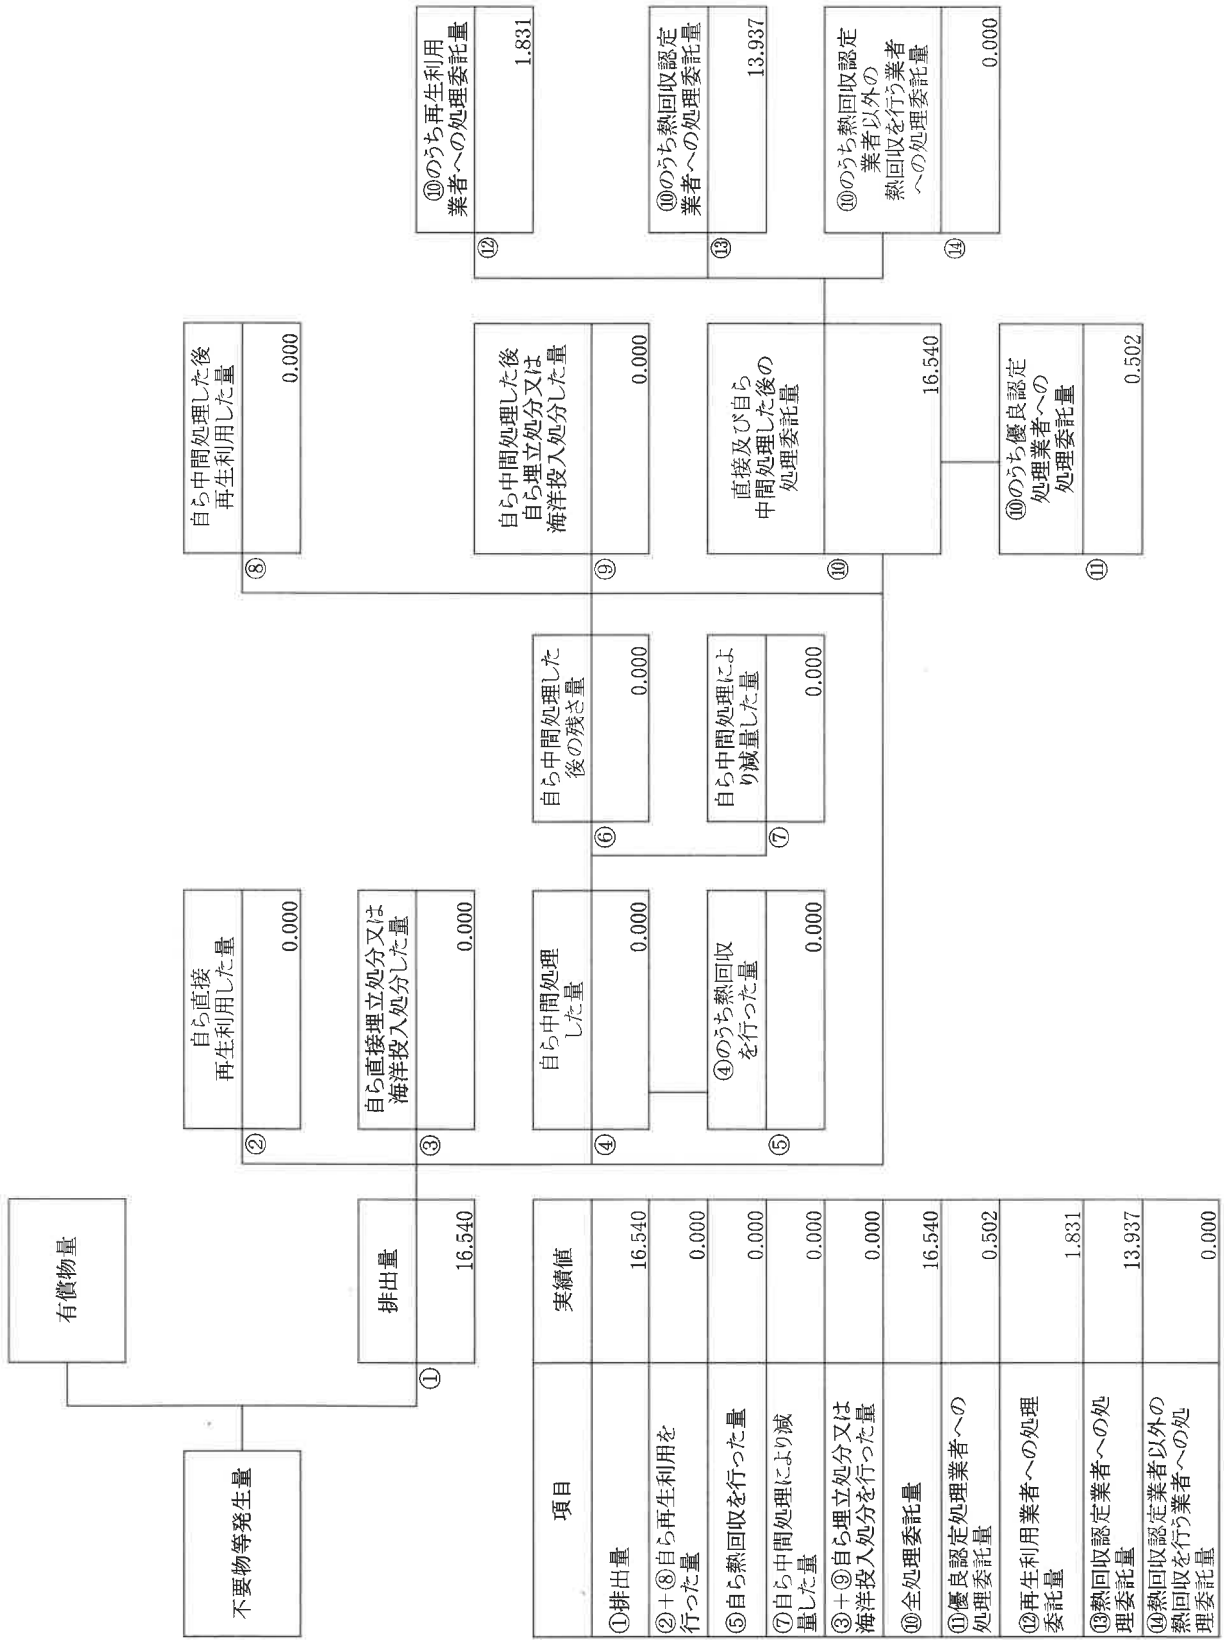 不要物等発生量
有償物量
排出量
①
16.540
自ら直接
再生利用した量
②
0.000
自ら直接埋立処分又は
海洋投入処分した量
③
0.000
自ら中間処理
した量
④
0.000
④のうち熱回収
を行った量
⑤
0.000
自ら中間処理した
後の残さ量
⑥
0.000
自ら中間処理によ
り減量した量
⑦
0.000
自ら中間処理した後
再生利用した量
⑧
0.000
自ら中間処理した後
自ら埋立処分又は
海洋投入処分した量
⑨
0.000
直接及び自ら
中間処理した後の
処理委託量
⑩
16.540
⑩のうち優良認定
処理業者への
処理委託量
⑪
0.502
⑩のうち再生利用
業者への処理委託量
⑫
1.831
⑩のうち熱回収認定
業者への処理委託量
⑬
13.937
⑩のうち熱回収認定
業者以外の
熱回収を行う業者
への処理委託量
⑭
0.000
項目 実績値
①排出量 16.540
②+⑧自ら再生利用を
行った量 0.000
⑤自ら熱回収を行った量 0.000
⑦自ら中間処理により減
量した量 0.000
③+⑨自ら埋立処分又は
海洋投入処分を行った量 0.000
⑩全処理委託量 16.540
⑪優良認定処理業者への
処理委託量 0.502
⑫再生利用業者への処理
委託量 1.831
⑬熱回収認定業者への処
理委託量 13.937
⑭熱回収認定業者以外の
熱回収を行う業者への処
理委託量 0.000